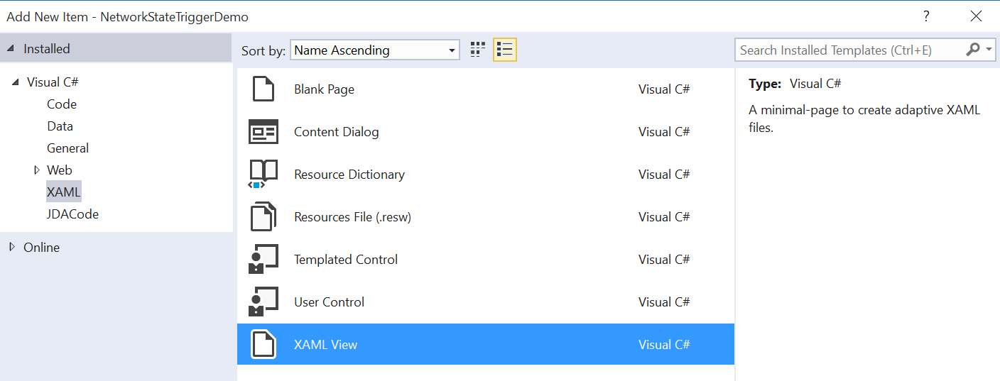 Add New Item - NetworkStateTriggerDemo
?
Installed
Sort by: Name Ascending
Search Installed Templates (Ctrl+E)
Visual C#
Code
Data
General
Web
XAML
JDACode
Online
Blank Page Visual C#
Content Dialog Visual C#
Resource Dictionary Visual C#
Resources File (.resw) Visual C#
Templated Control Visual C#
User Control Visual C#
XAML View Visual C#
Type: Visual C#
A minimal-page to create adaptive XAML
files.